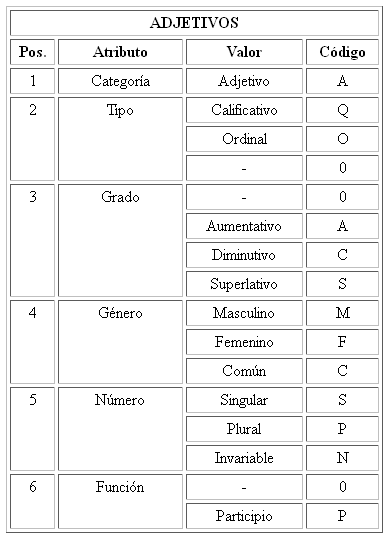 ADJETIVOS
Pos. Atributo Valor Código
1 Categoría Adjetivo A
2 Tipo Calificativo Q
Ordinal O
- 0
3 Grado - 0
Aumentativo A
Diminutivo C
Superlativo S
4 Género Masculino M
Femenino F
Común C
5 Número Singular S
Plural P
Invariable N
6 Función - 0
Participio P